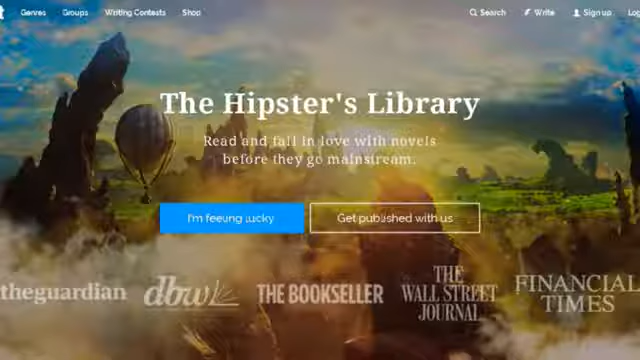 Genres Groups Writing Contests Shop Search Write Sign up
The Hipster's Library
Read and fall in love with novels
before they go mainstream.
I'm feeling lucky Get published with us
theguardian dbw THE BOOKSELLER THE WALL STREET JOURNAL FINANCIAL TIMES